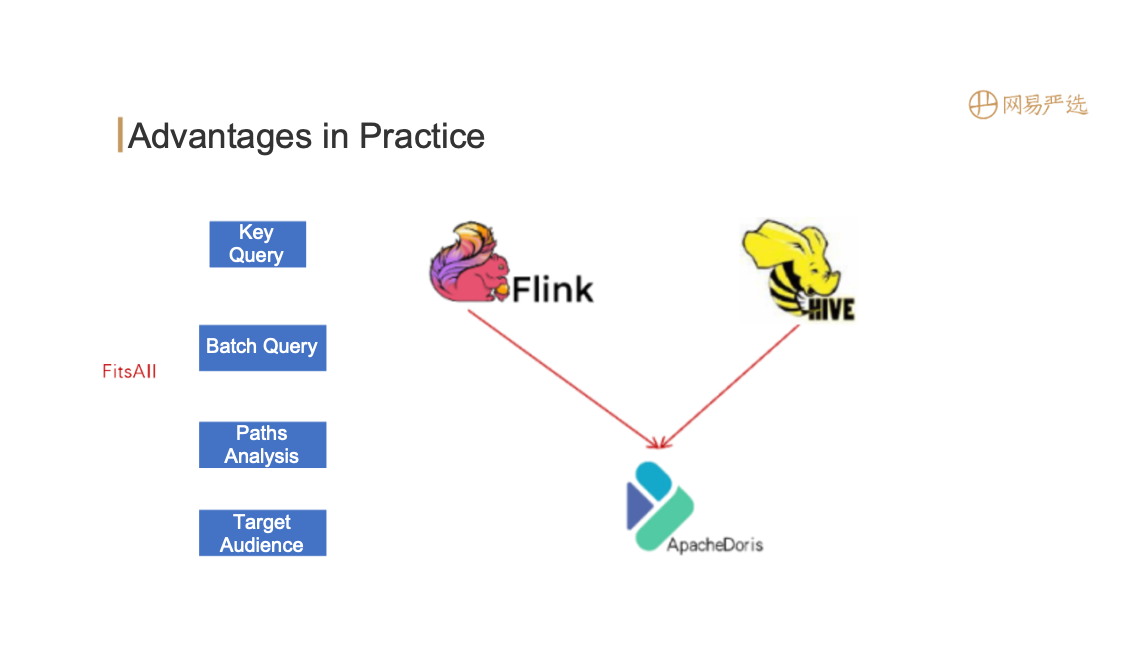 网易严选
Advantages in Practice
Key
Query
Flink
HIVE
Batch Query
FitsAll
Paths
Analysis
Target
Audience
ApacheDoris